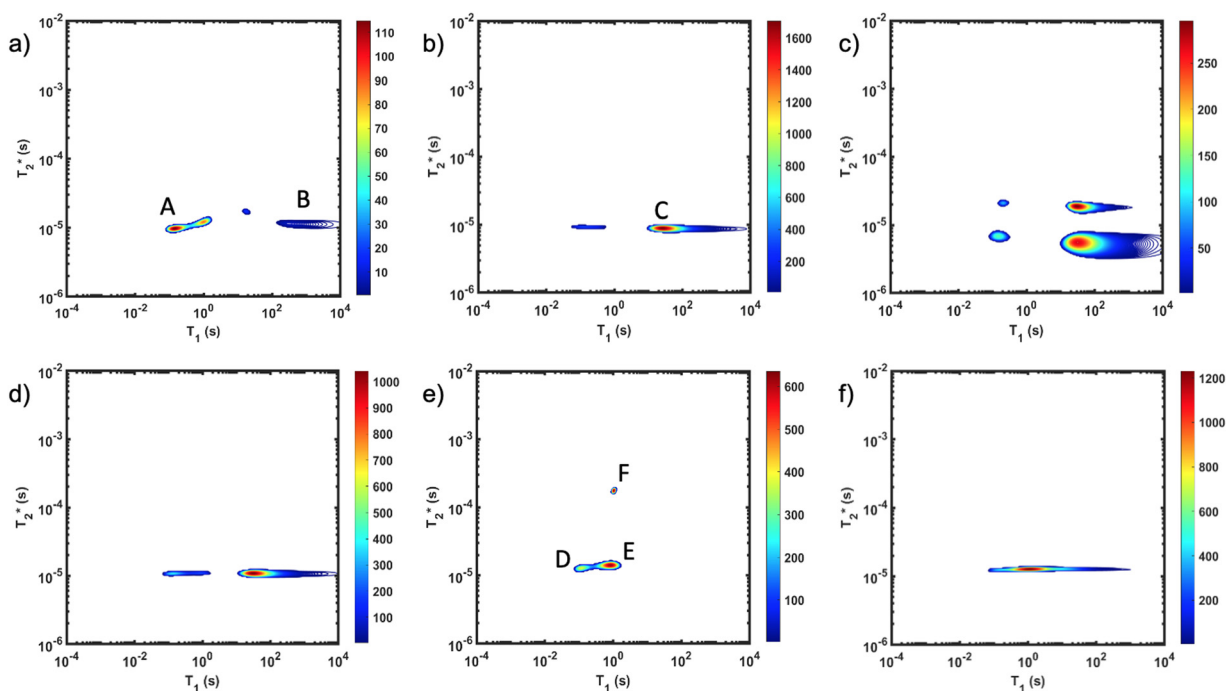 a)
10⁻²
10⁻³
10⁻⁴
10⁻⁵
10⁻⁶
T₂* (s)
10⁻⁴ 10⁻² 10⁰ 10² 10⁴
T₁ (s)
A
B
110
100
90
80
70
60
50
40
30
20
10
b)
10⁻²
10⁻³
10⁻⁴
10⁻⁵
10⁻⁶
T₂* (s)
10⁻⁴ 10⁻² 10⁰ 10² 10⁴
T₁ (s)
C
1600
1400
1200
1000
800
600
400
200
c)
10⁻²
10⁻³
10⁻⁴
10⁻⁵
10⁻⁶
T₂* (s)
10⁻⁴ 10⁻² 10⁰ 10² 10⁴
T₁ (s)
250
200
150
100
50
d)
10⁻²
10⁻³
10⁻⁴
10⁻⁵
10⁻⁶
T₂* (s)
10⁻⁴ 10⁻² 10⁰ 10² 10⁴
T₁ (s)
1000
900
800
700
600
500
400
300
200
100
e)
10⁻²
10⁻³
10⁻⁴
10⁻⁵
10⁻⁶
T₂* (s)
10⁻⁴ 10⁻² 10⁰ 10² 10⁴
T₁ (s)
F
D
E
600
500
400
300
200
100
f)
10⁻²
10⁻³
10⁻⁴
10⁻⁵
10⁻⁶
T₂* (s)
10⁻⁴ 10⁻² 10⁰ 10² 10⁴
T₁ (s)
1200
1000
800
600
400
200
0